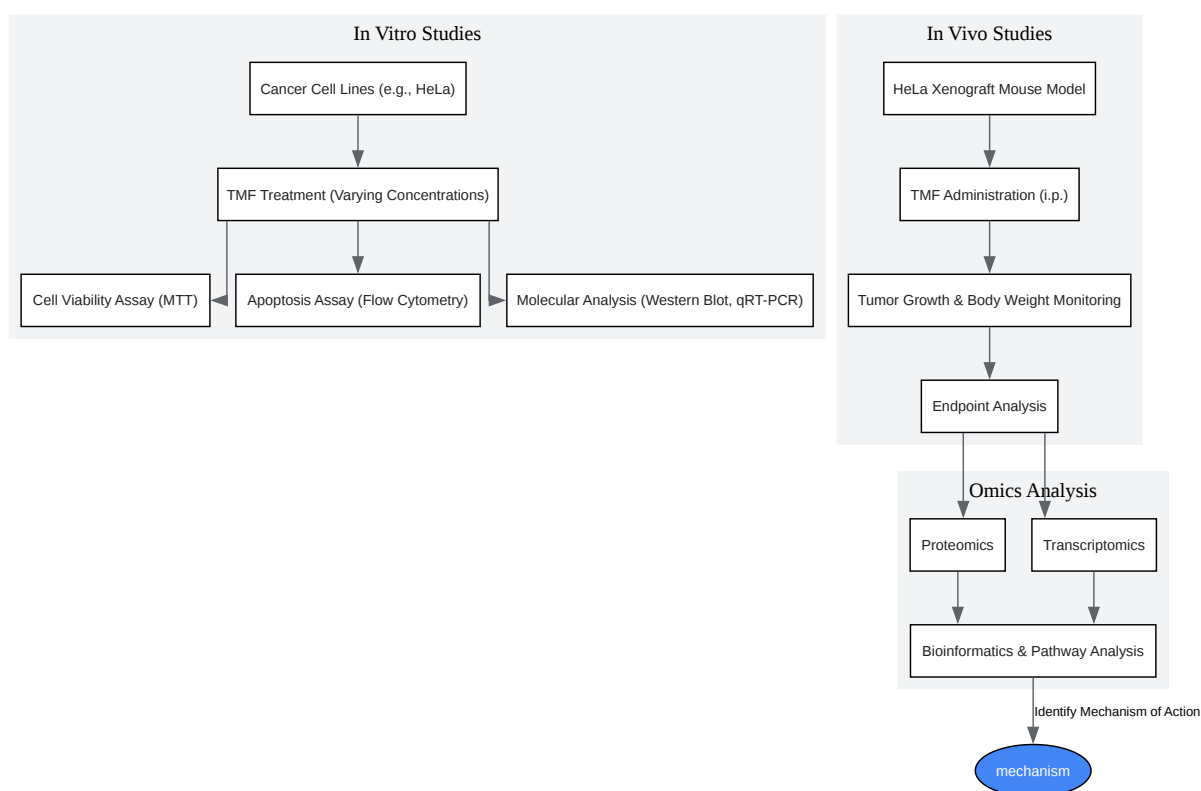 In Vitro Studies
Cancer Cell Lines (e.g., HeLa)
TMF Treatment (Varying Concentrations)
Cell Viability Assay (MTT)
Apoptosis Assay (Flow Cytometry)
Molecular Analysis (Western Blot, qRT-PCR)
In Vivo Studies
HeLa Xenograft Mouse Model
TMF Administration (i.p.)
Tumor Growth & Body Weight Monitoring
Endpoint Analysis
Omics Analysis
Proteomics
Transcriptomics
Bioinformatics & Pathway Analysis
Identify Mechanism of Action
mechanism